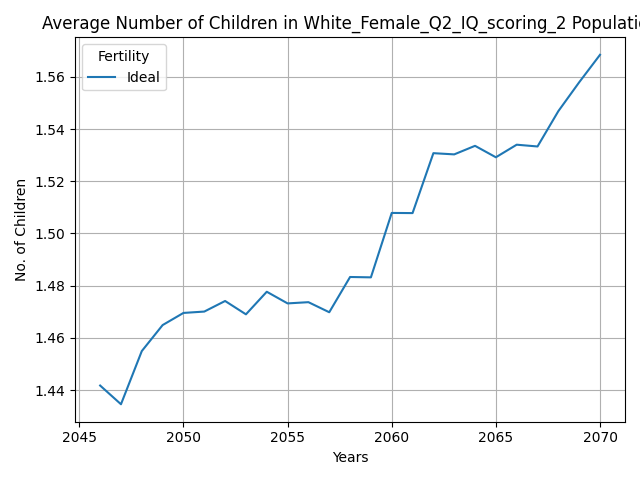 Average Number of Children in White_Female_Q2_IQ_scoring_2 Populati
Fertility
Ideal
1.56
1.54
1.52
1.50
1.48
1.46
1.44
No. of Children
2045 2050 2055 2060 2065 2070
Years